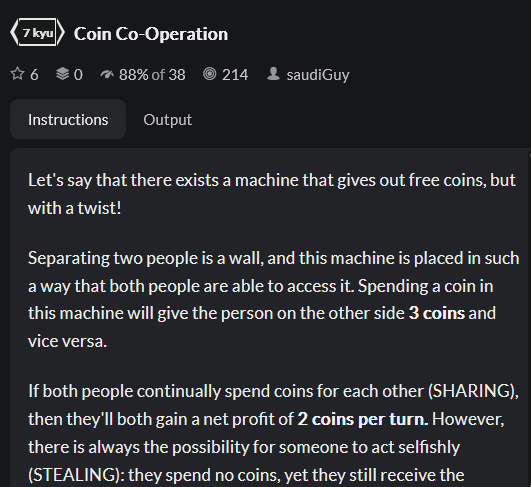 7 kyu Coin Co-Operation
6 0 88% of 38 214 saudiGuy
Instructions Output
Let's say that there exists a machine that gives out free coins, but
with a twist!
Separating two people is a wall, and this machine is placed in such
a way that both people are able to access it. Spending a coin in
this machine will give the person on the other side 3 coins and
vice versa.
If both people continually spend coins for each other (SHARING),
then they'll both gain a net profit of 2 coins per turn. However,
there is always the possibility for someone to act selfishly
(STEALING): they spend no coins, yet they still receive the